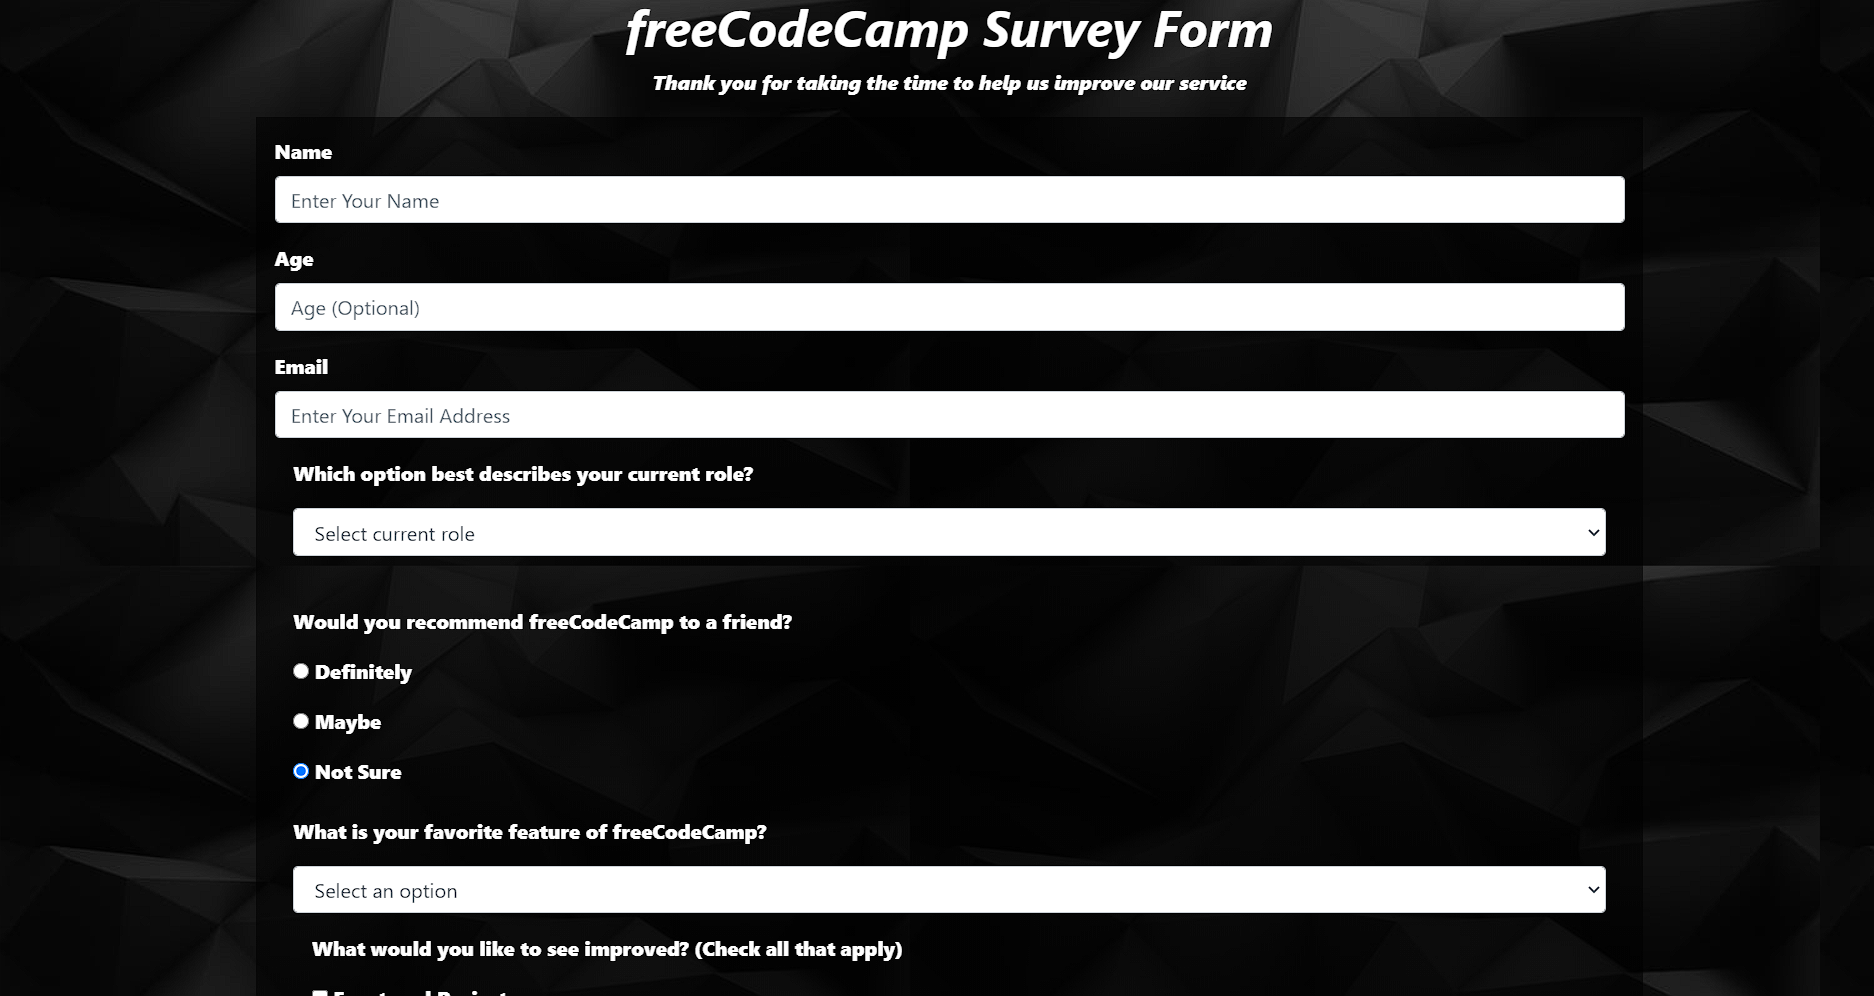 freeCodeCamp Survey Form
Thank you for taking the time to help us improve our service
Name
Enter Your Name
Age
Age (Optional)
Email
Enter Your Email Address
Which option best describes your current role?
Select current role
Would you recommend freeCodeCamp to a friend?
Definitely
Maybe
Not Sure
What is your favorite feature of freeCodeCamp?
Select an option
What would you like to see improved? (Check all that apply)